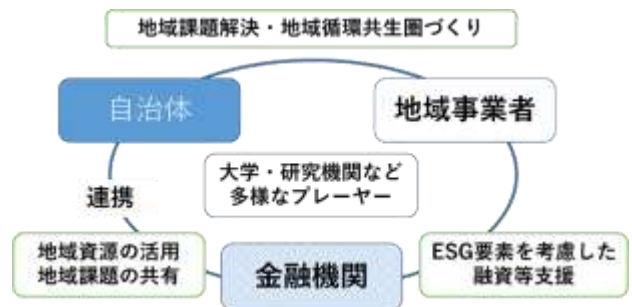 地域課題解決・地域循環共生圏づくり
自治体
地域事業者
大学・研究機関など
多様なプレーヤー
連携
地域資源の活用
地域課題の共有
金融機関
ESG要素を考慮した
融資等支援